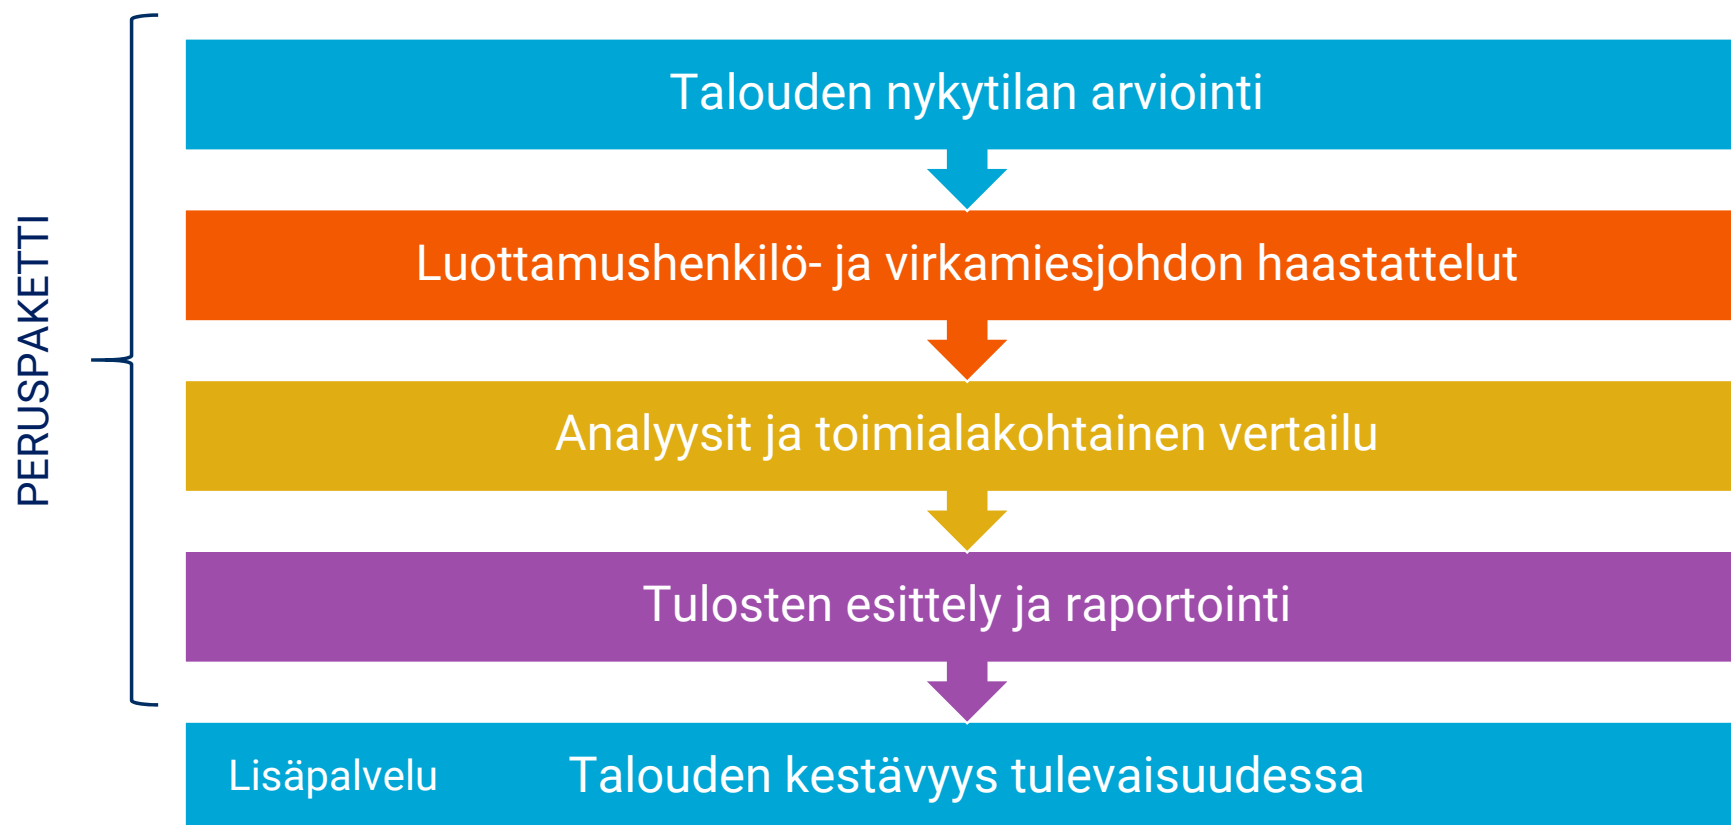 PERUSPAKETTI
Talouden nykytilan arviointi
Luottamushenkilö- ja virkamiesjohdon haastattelut
Analyysit ja toimialakohtainen vertailu
Tulosten esittely ja raportointi
Lisäpalvelu Talouden kestävyys tulevaisuudessa